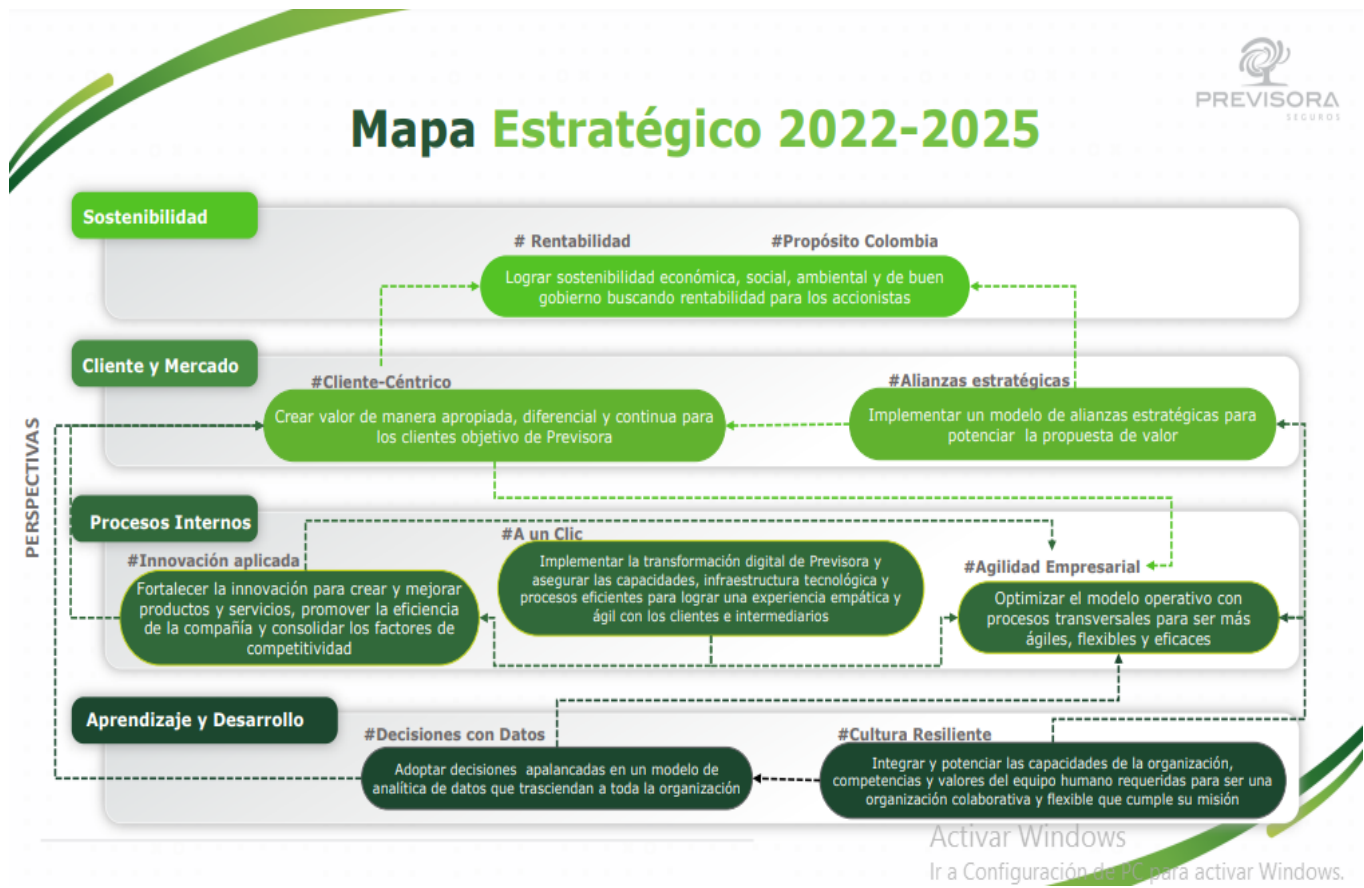 PREVISORA
SEGUROS
Mapa Estratégico 2022-2025
PERSPECTIVAS
Sostenibilidad
# Rentabilidad
#Propósito Colombia
Lograr sostenibilidad económica, social, ambiental y de buen
gobierno buscando rentabilidad para los accionistas
Cliente y Mercado
#Cliente-Céntrico
Crear valor de manera apropiada, diferencial y continua para
los clientes objetivo de Previsora
#Alianzas estratégicas
Implementar un modelo de alianzas estratégicas para
potenciar la propuesta de valor
Procesos Internos
#Innovación aplicada
Fortalecer la innovación para crear y mejorar
productos y servicios, promover la eficiencia
de la compañía y consolidar los factores de
competitividad
#A un Clic
Implementar la transformación digital de Previsora y
asegurar las capacidades, infraestructura tecnológica y
procesos eficientes para lograr una experiencia empática y
ágil con los clientes e intermediarios
#Agilidad Empresarial
Optimizar el modelo operativo con
procesos transversales para ser más
ágiles, flexibles y eficaces
Aprendizaje y Desarrollo
#Decisiones con Datos
Adoptar decisiones apalancadas en un modelo de
analítica de datos que trasciendan a toda la organización
#Cultura Resiliente
Integrar y potenciar las capacidades de la organización,
competencias y valores del equipo humano requeridas para ser una
organización colaborativa y flexible que cumple su misión
Activar Windows
Ir a Configuración de PC para activar Windows.